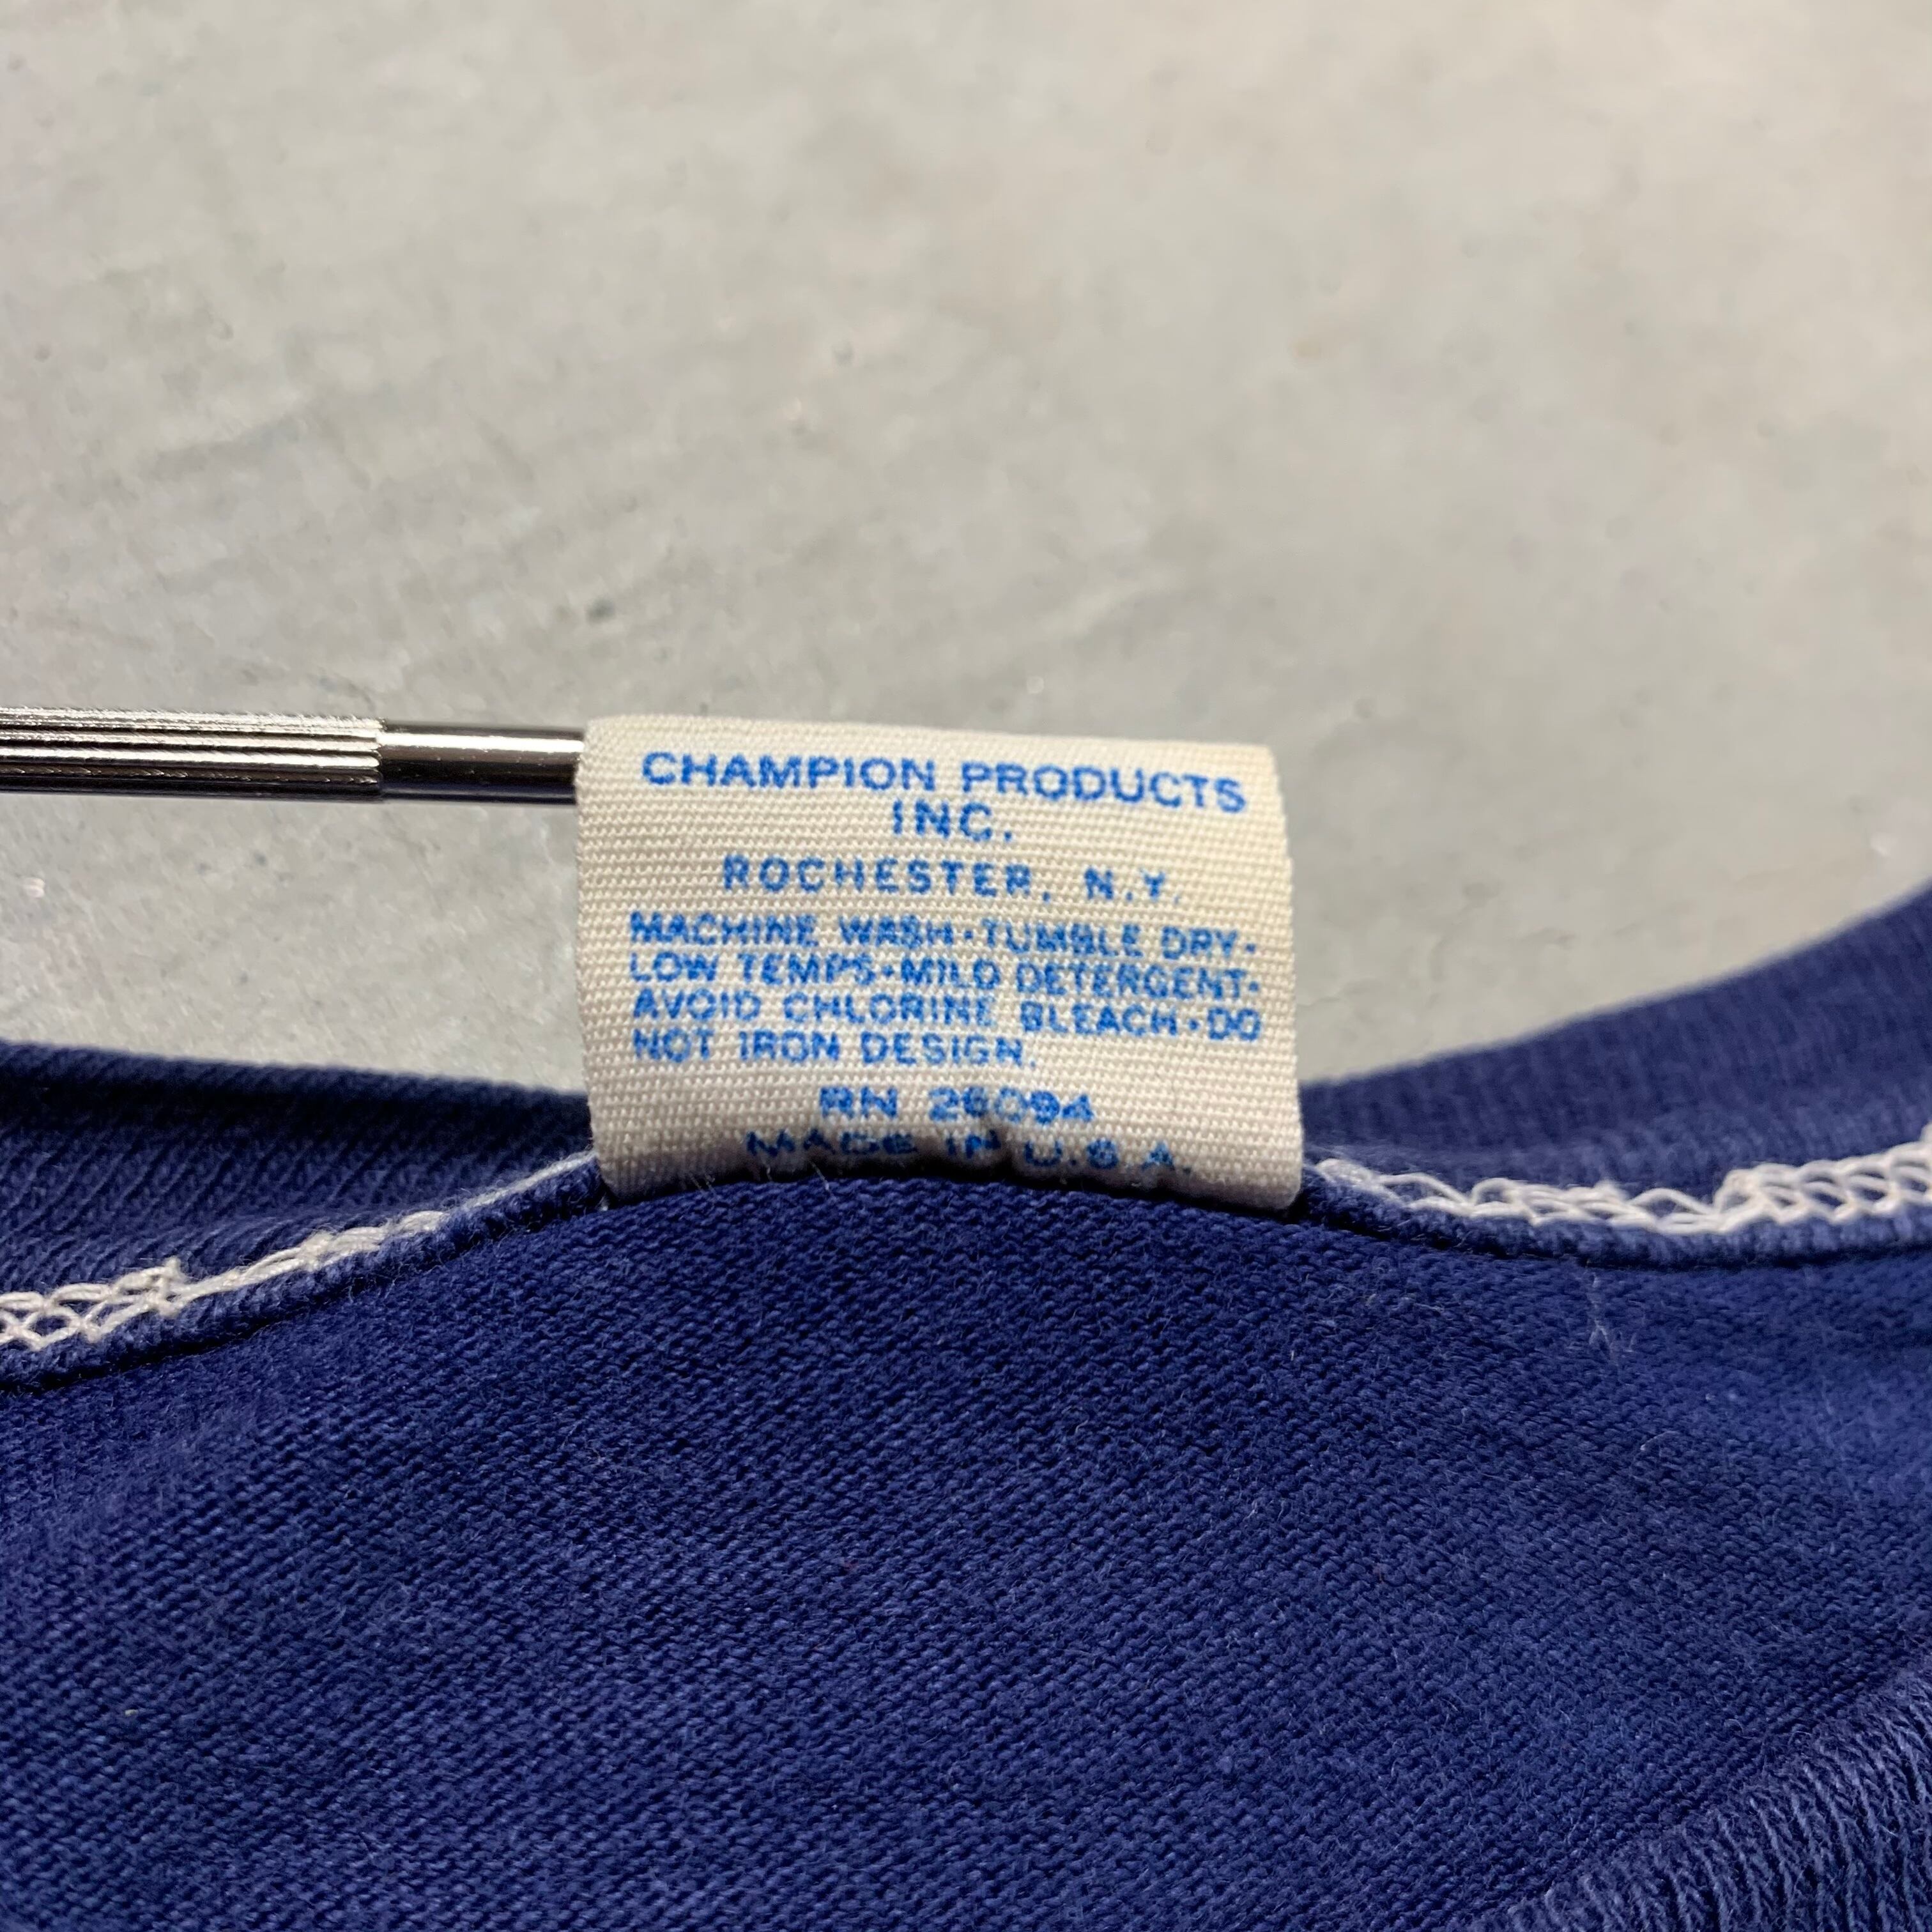 CHAMPION PRODUCTS
INC.
ROCHESTER, N.Y.
MACHINE WASH·TUMBLE DRY·
LOW TEMPS·MILD DETERGENT·
AVOID CHLORINE BLEACH·DO
NOT IRON DESIGN.
RN 26094
MADE IN U.S.A.